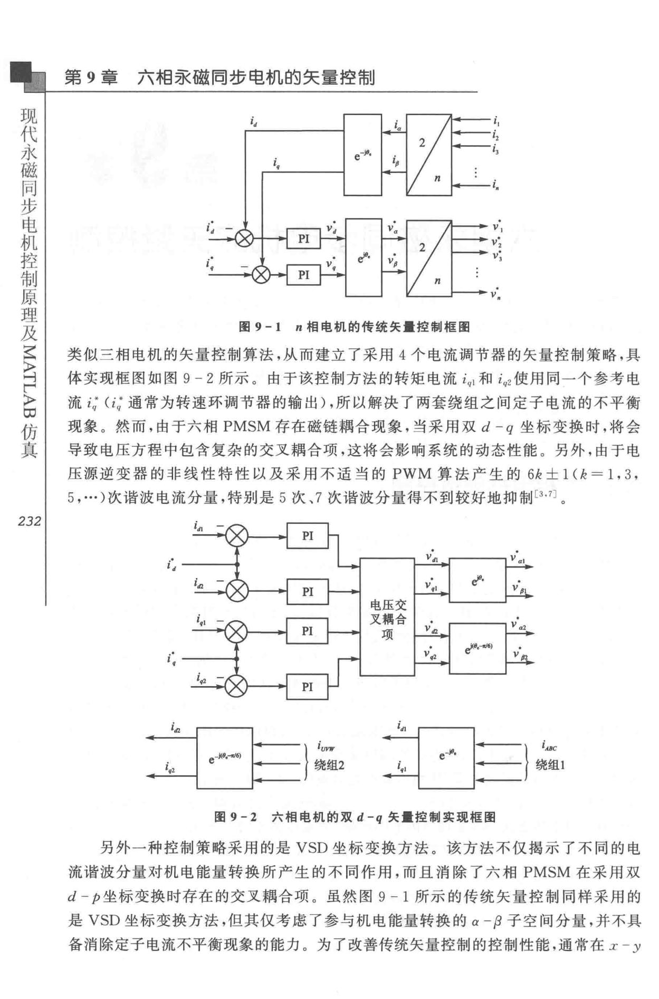 第 9 章 六相永磁同步电机的矢量控制
现代永磁同步电机控制原理及MATLAB仿真
232
i_d
i_q
e^{-jθ_e}
i_α
i_β
2
n
i_1
i_2
i_3
⋮
i_n
i_d^*
−
PI
v_d^*
i_q^*
−
PI
v_q^*
e^{jθ_e}
v_α^*
v_β^*
2
n
v_1^*
v_2^*
v_3^*
⋮
v_n^*
图 9-1 n 相电机的传统矢量控制框图
类似三相电机的矢量控制算法,从而建立了采用 4 个电流调节器的矢量控制策略,具
体实现框图如图 9-2 所示。由于该控制方法的转矩电流 i_{q1} 和 i_{q2} 使用同一个参考电
流 i_q^* (i_q^* 通常为转速环调节器的输出),所以解决了两套绕组之间定子电流的不平衡
现象。然而,由于六相 PMSM 存在磁链耦合现象,当采用双 d-q 坐标变换时,将会
导致电压方程中包含复杂的交叉耦合项,这将会影响系统的动态性能。另外,由于电
压源逆变器的非线性特性以及采用不适当的 PWM 算法产生的 6k±1(k=1,3,
5,…)次谐波电流分量,特别是 5 次、7 次谐波分量得不到较好地抑制[3,7]。
i_{d1}
−
PI
i_d^*
i_{d2}
−
PI
i_{q1}
−
PI
i_q^*
i_{q2}
−
PI
电压交
叉耦合
项
v_{d1}^*
v_{q1}^*
v_{d2}^*
v_{q2}^*
e^{jθ_e}
e^{j(θ_e-π/6)}
v_{α1}^*
v_{β1}^*
v_{α2}^*
v_{β2}^*
i_{d2}
i_{q2}
e^{-j(θ_e-π/6)}
i_{UVW}
绕组2
i_{d1}
i_{q1}
e^{-jθ_e}
i_{ABC}
绕组1
图 9-2 六相电机的双 d-q 矢量控制实现框图
另外一种控制策略采用的是 VSD 坐标变换方法。该方法不仅揭示了不同的电
流谐波分量对机电能量转换所产生的不同作用,而且消除了六相 PMSM 在采用双
d-p 坐标变换时存在的交叉耦合项。虽然图 9-1 所示的传统矢量控制同样采用的
是 VSD 坐标变换方法,但其仅考虑了参与机电能量转换的 α-β 子空间分量,并不具
备消除定子电流不平衡现象的能力。为了改善传统矢量控制的控制性能,通常在 x-y